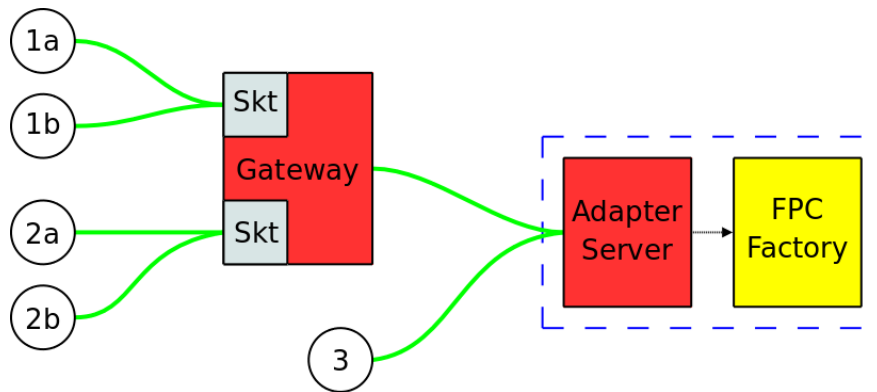 1a
1b
Skt
Gateway
Skt
2a
2b
3
Adapter
Server
FPC
Factory